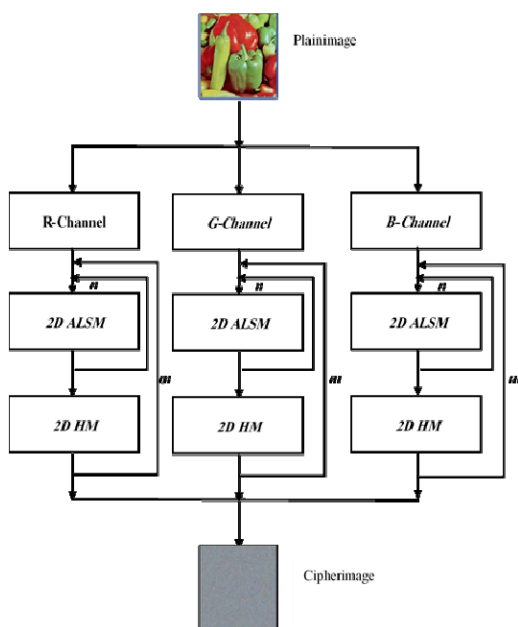 Plainimage
R-Channel
G-Channel
B-Channel
n
n
n
2D ALSM
2D ALSM
2D ALSM
m
m
m
2D HM
2D HM
2D HM
Cipherimage